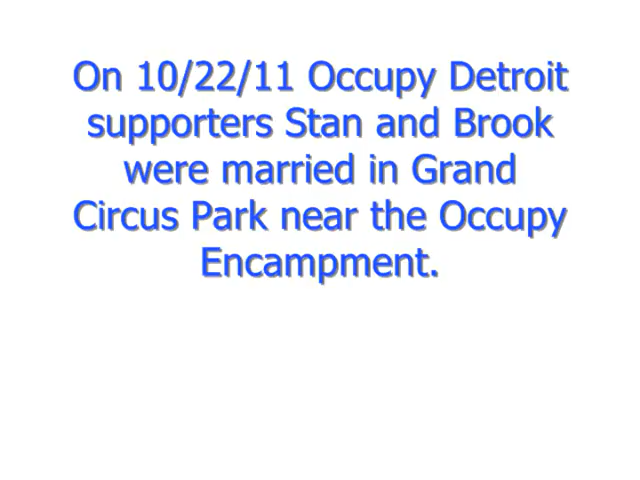 On 10/22/11 Occupy Detroit
supporters Stan and Brook
were married in Grand
Circus Park near the Occupy
Encampment.